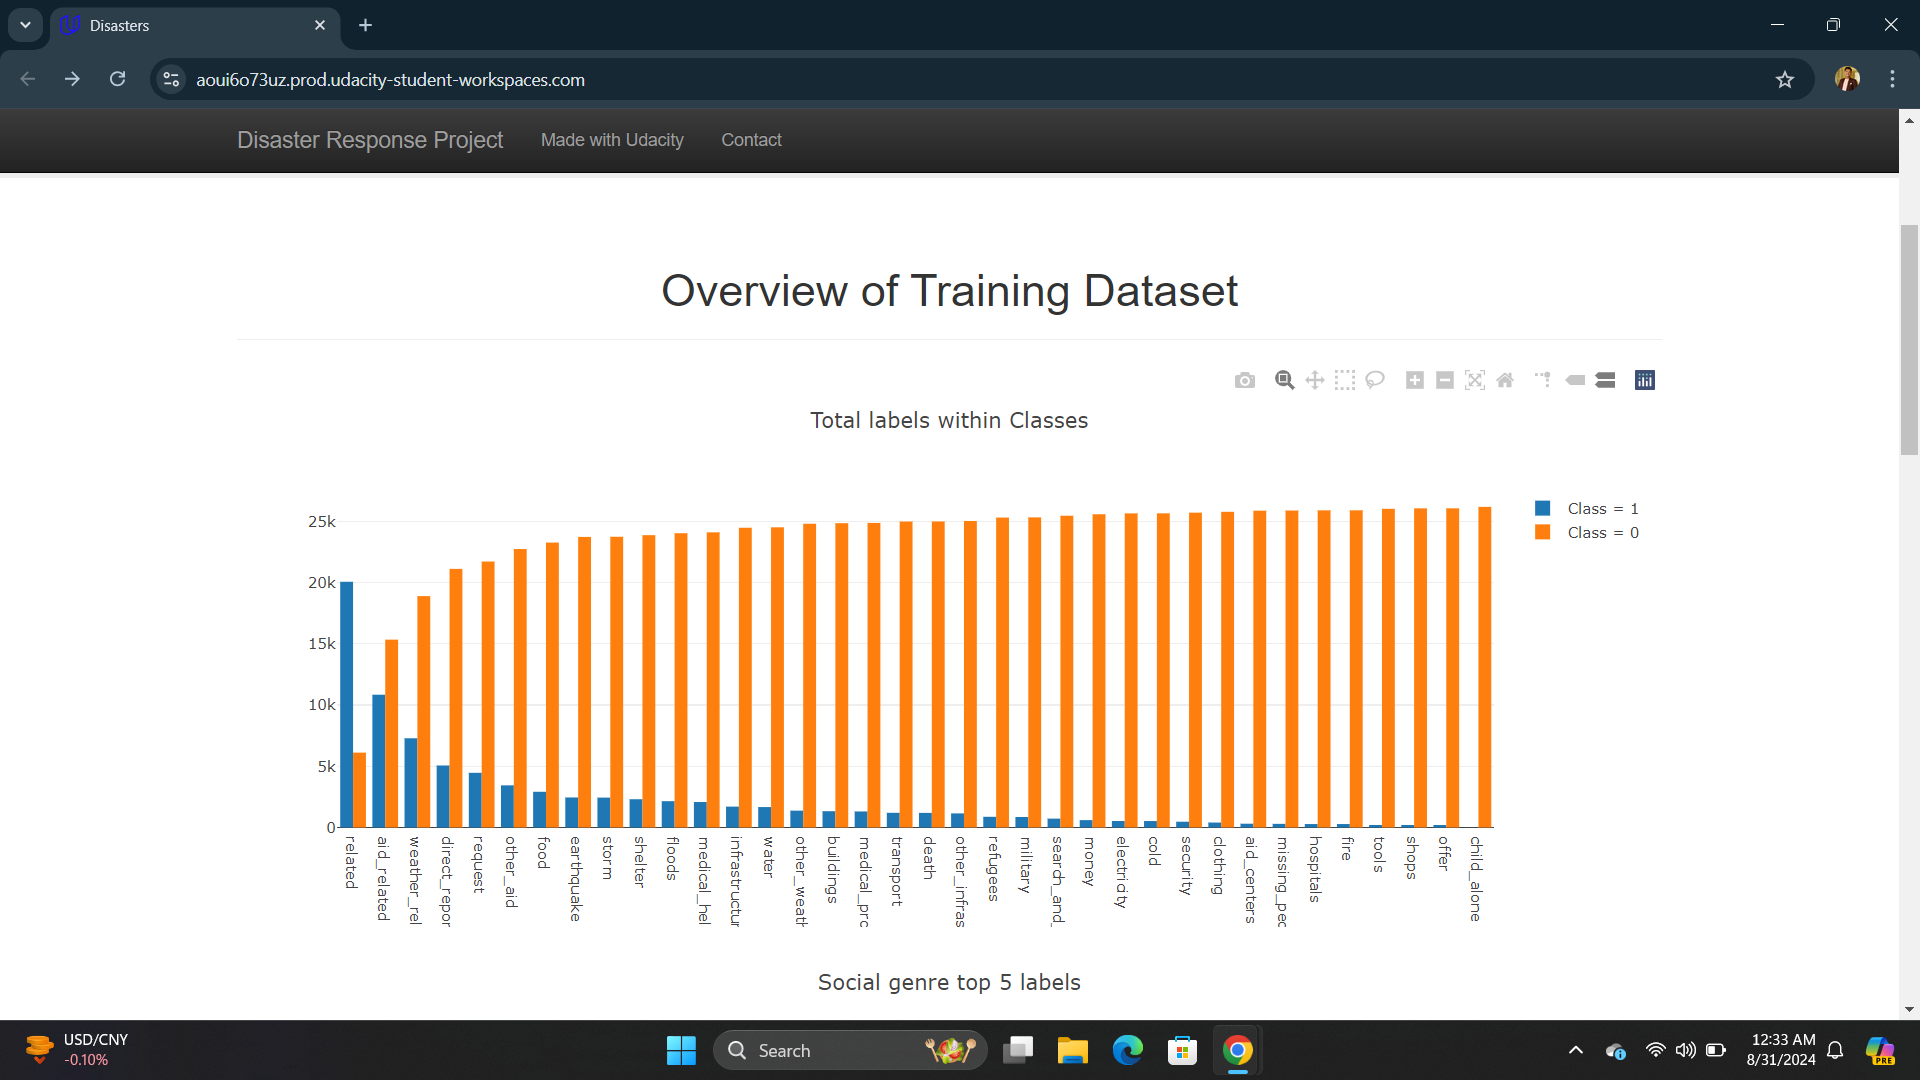 Disasters
aoui6o73uz.prod.udacity-student-workspaces.com
Disaster Response Project Made with Udacity Contact
Overview of Training Dataset
Total labels within Classes
Class = 1
Class = 0
25k
20k
15k
10k
5k
0
related
aid_related
weather_rel
direct_repor
request
other_aid
food
earthquake
storm
shelter
floods
medical_hel
infrastructur
water
other_weath
buildings
medical_prc
transport
death
other_infras
refugees
military
search_and_
money
electricity
cold
security
clothing
aid_centers
missing_pec
hospitals
fire
tools
shops
offer
child_alone
Social genre top 5 labels
USD/CNY
-0.10%
Search
12:33 AM
8/31/2024
PRE